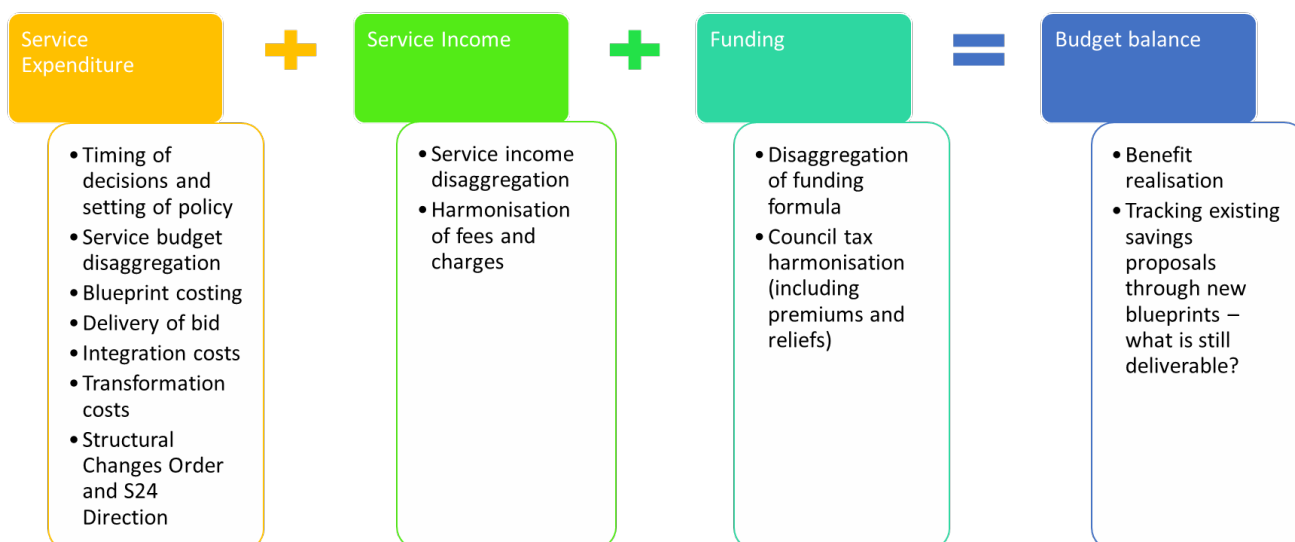 Service
Expenditure
• Timing of
decisions and
setting of policy
• Service budget
disaggregation
• Blueprint costing
• Delivery of bid
• Integration costs
• Transformation
costs
• Structural
Changes Order
and S24
Direction
+
Service Income
• Service income
disaggregation
• Harmonisation
of fees and
charges
+
Funding
• Disaggregation
of funding
formula
• Council tax
harmonisation
(including
premiums and
reliefs)
=
Budget balance
• Benefit
realisation
• Tracking existing
savings
proposals
through new
blueprints –
what is still
deliverable?